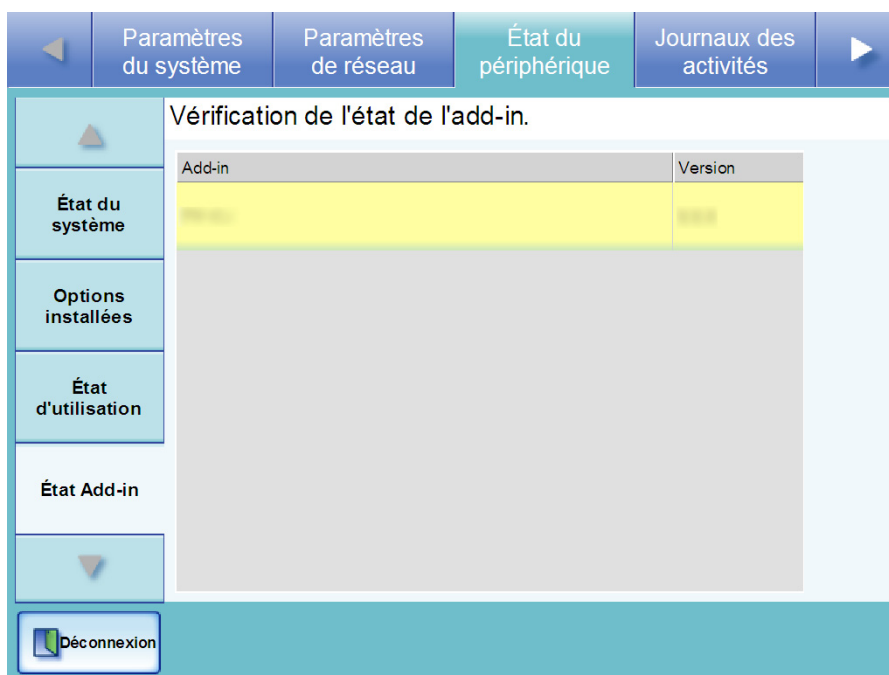 Paramètres
du système
Paramètres
de réseau
État du
périphérique
Journaux des
activités
Vérification de l'état de l'add-in.
Add-in
Version
État du
système
Options
installées
État
d'utilisation
État Add-in
Déconnexion